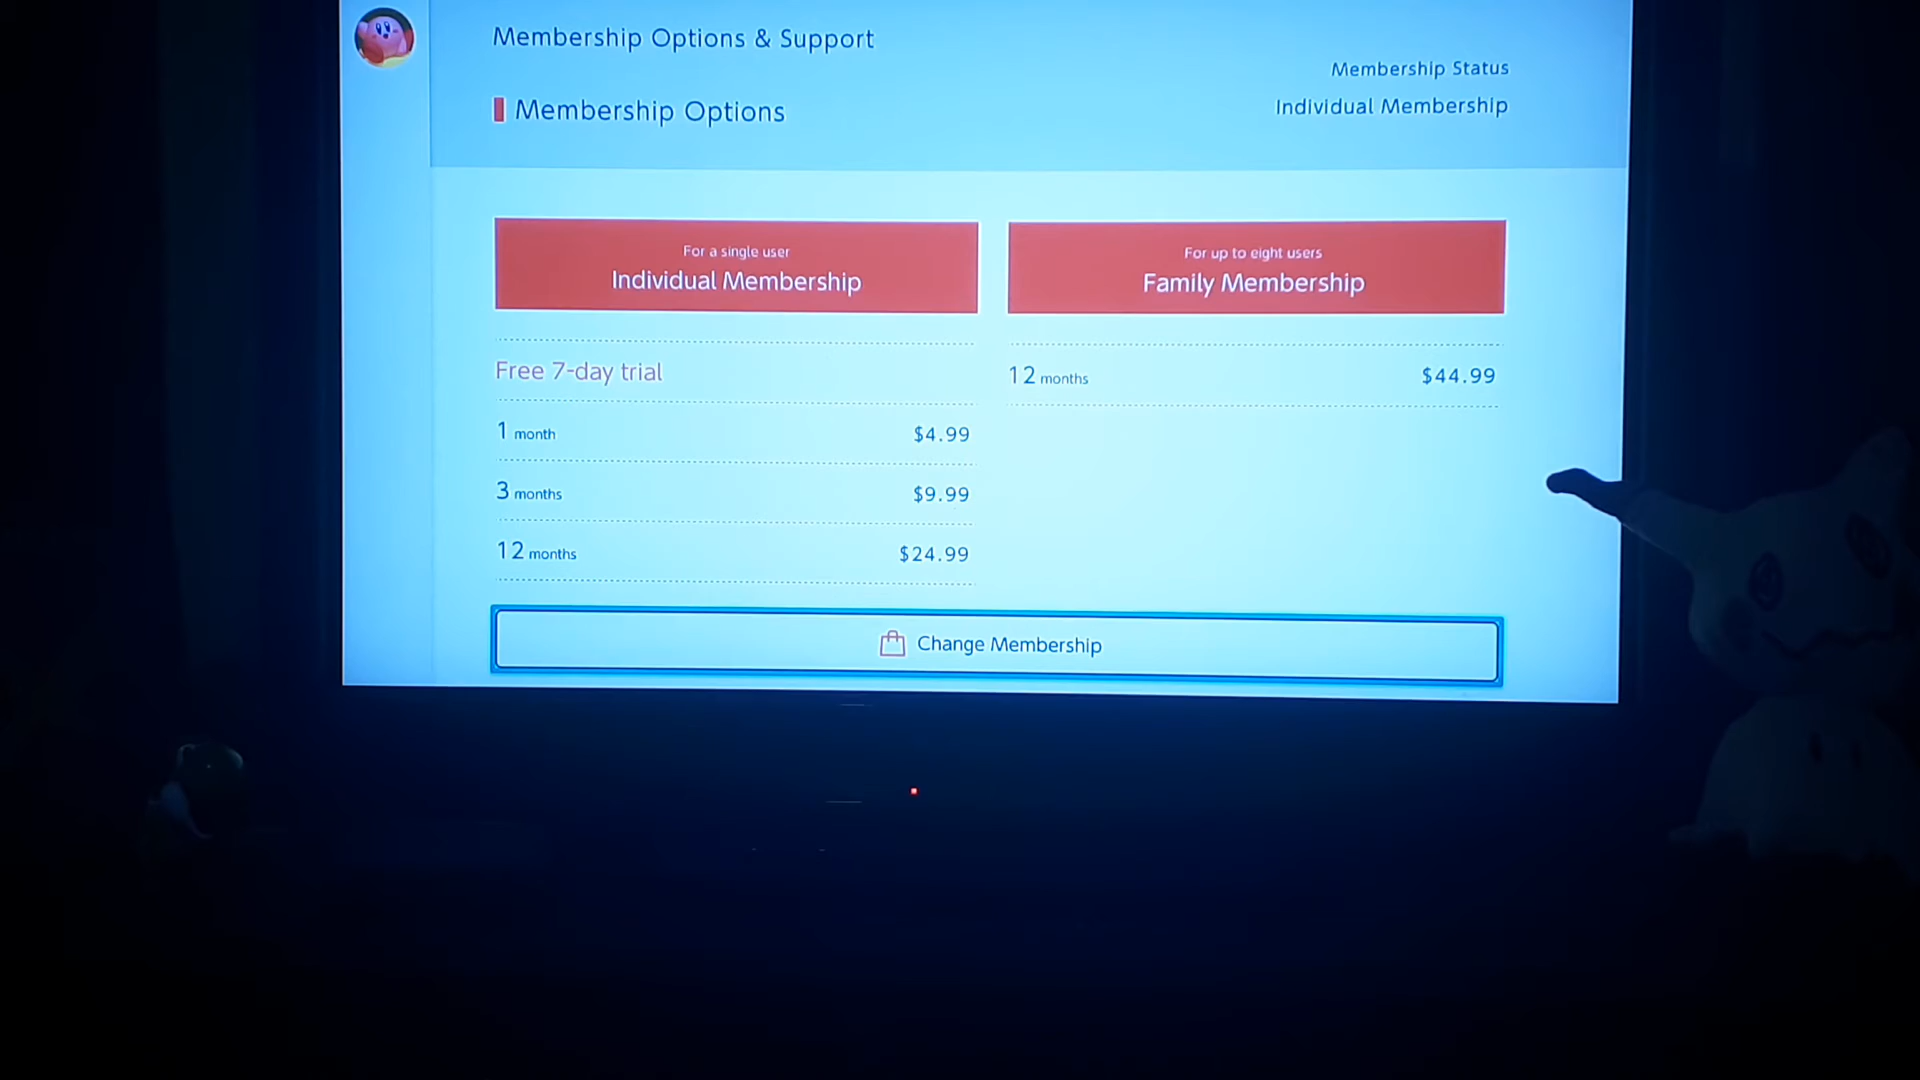 Membership Options & Support
Membership Status
Individual Membership
Membership Options
For a single user
Individual Membership
Free 7-day trial
1 month $4.99
3 months $9.99
12 months $24.99
For up to eight users
Family Membership
12 months $44.99
Change Membership